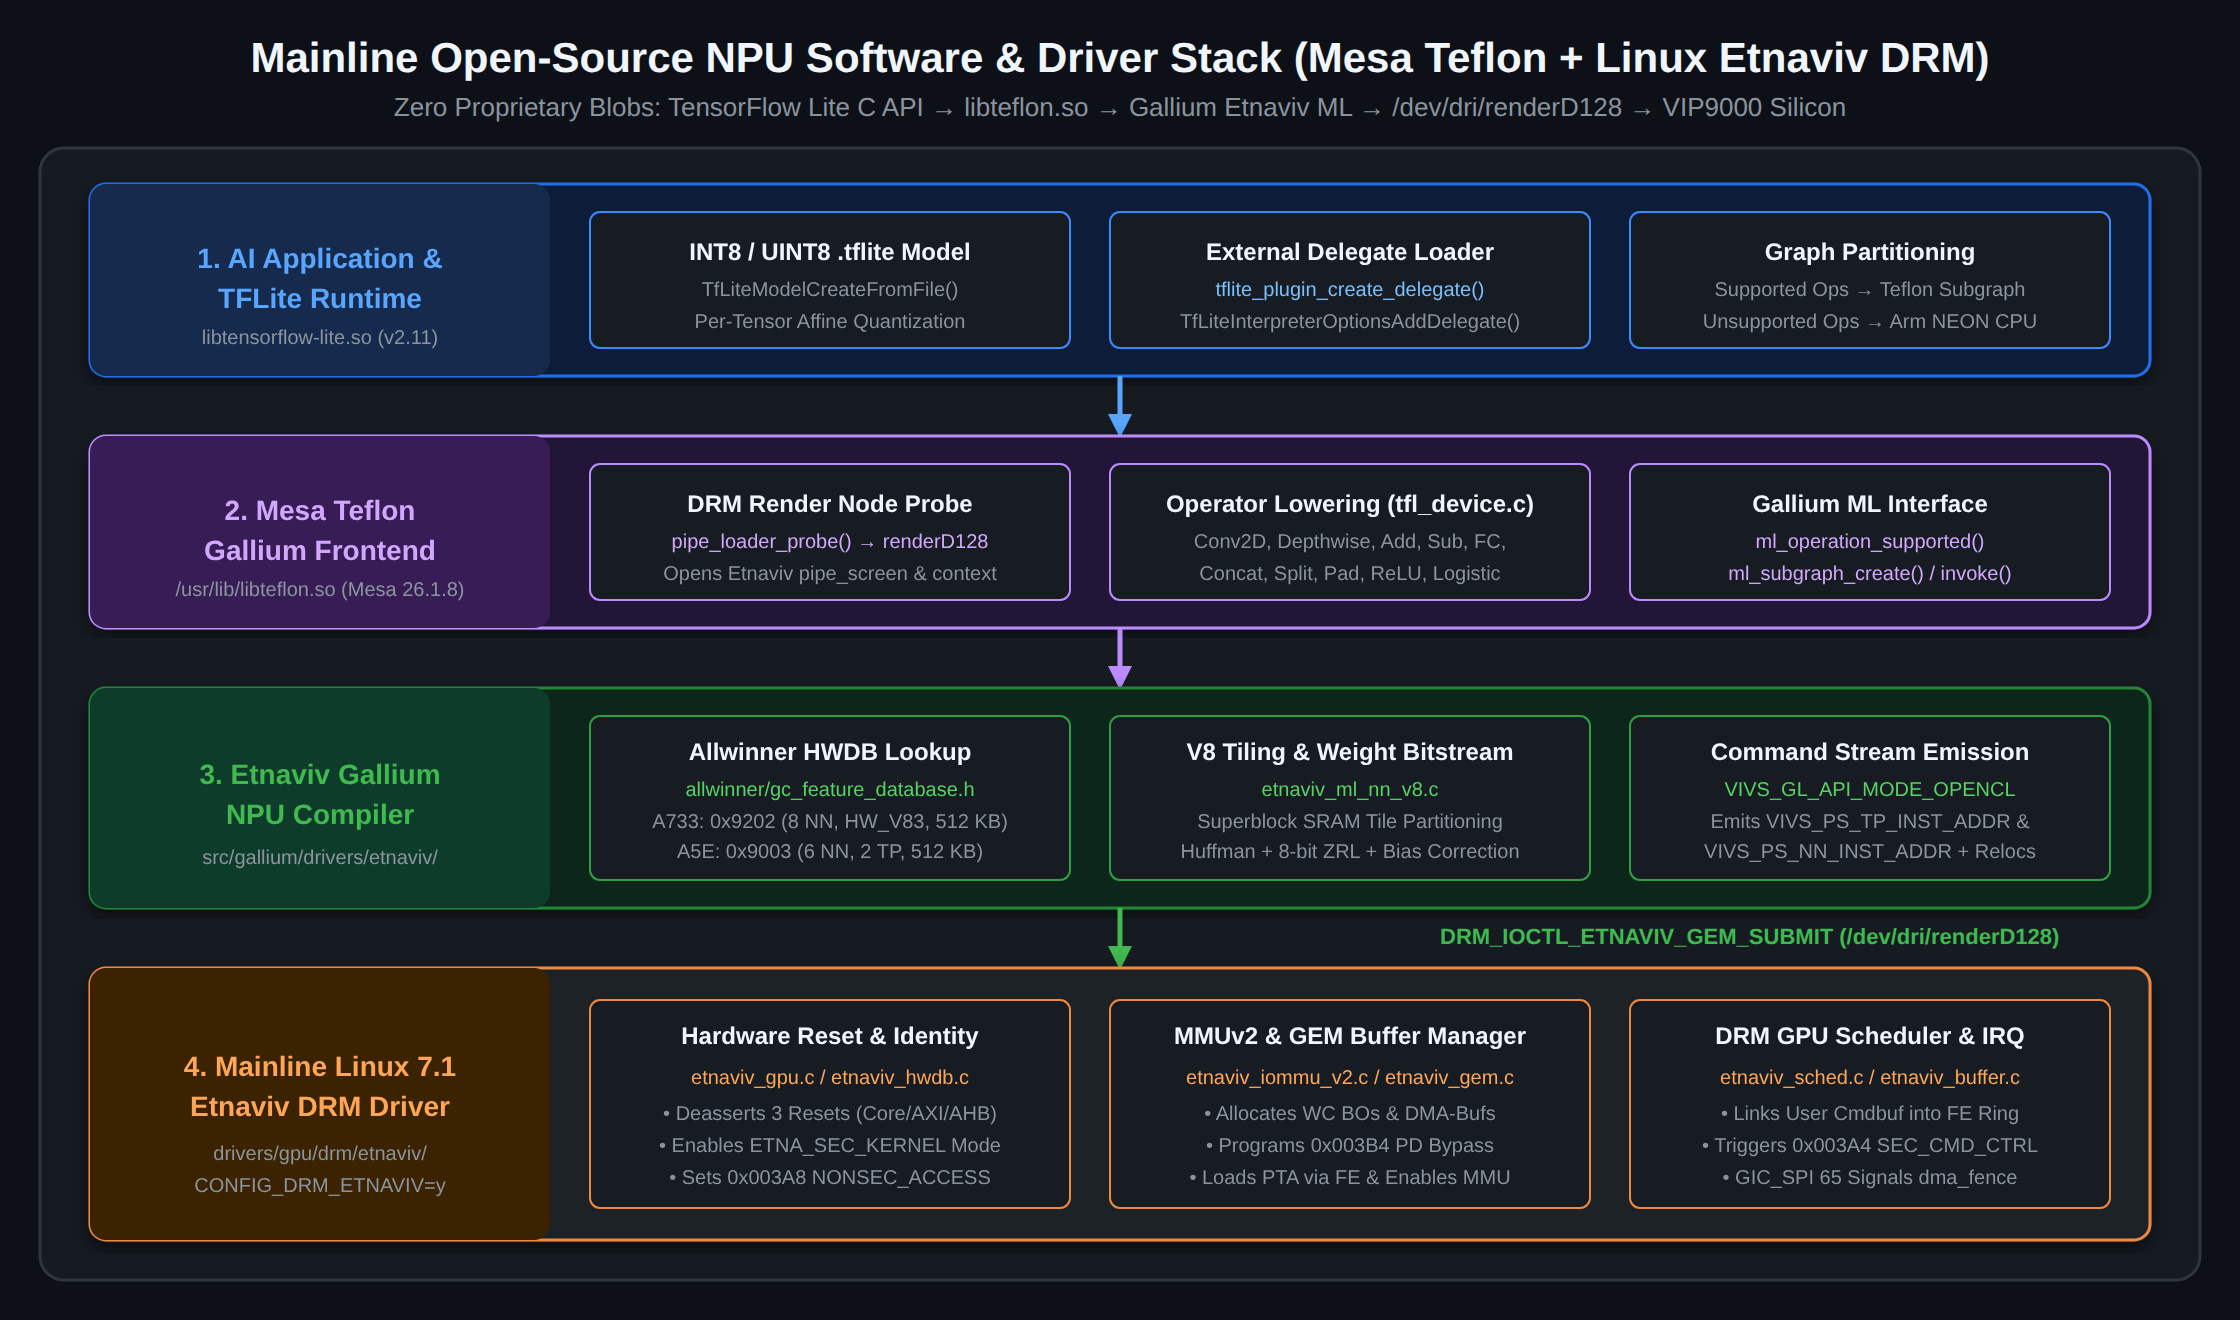 Mainline Open-Source NPU Software & Driver Stack (Mesa Teflon + Linux Etnaviv DRM)
Zero Proprietary Blobs: TensorFlow Lite C API → libteflon.so → Gallium Etnaviv ML → /dev/dri/renderD128 → VIP9000 Silicon
1. AI Application &
TFLite Runtime
libtensorflow-lite.so (v2.11)
INT8 / UINT8 .tflite Model
TfLiteModelCreateFromFile()
Per-Tensor Affine Quantization
External Delegate Loader
tflite_plugin_create_delegate()
TfLiteInterpreterOptionsAddDelegate()
Graph Partitioning
Supported Ops → Teflon Subgraph
Unsupported Ops → Arm NEON CPU
2. Mesa Teflon
Gallium Frontend
/usr/lib/libteflon.so (Mesa 26.1.8)
DRM Render Node Probe
pipe_loader_probe() → renderD128
Opens Etnaviv pipe_screen & context
Operator Lowering (tfl_device.c)
Conv2D, Depthwise, Add, Sub, FC,
Concat, Split, Pad, ReLU, Logistic
Gallium ML Interface
ml_operation_supported()
ml_subgraph_create() / invoke()
3. Etnaviv Gallium
NPU Compiler
src/gallium/drivers/etnaviv/
Allwinner HWDB Lookup
allwinner/gc_feature_database.h
A733: 0x9202 (8 NN, HW_V83, 512 KB)
A5E: 0x9003 (6 NN, 2 TP, 512 KB)
V8 Tiling & Weight Bitstream
etnaviv_ml_nn_v8.c
Superblock SRAM Tile Partitioning
Huffman + 8-bit ZRL + Bias Correction
Command Stream Emission
VIVS_GL_API_MODE_OPENCL
Emits VIVS_PS_TP_INST_ADDR &
VIVS_PS_NN_INST_ADDR + Relocs
DRM_IOCTL_ETNAVIV_GEM_SUBMIT (/dev/dri/renderD128)
4. Mainline Linux 7.1
Etnaviv DRM Driver
drivers/gpu/drm/etnaviv/
CONFIG_DRM_ETNAVIV=y
Hardware Reset & Identity
etnaviv_gpu.c / etnaviv_hwdb.c
• Deasserts 3 Resets (Core/AXI/AHB)
• Enables ETNA_SEC_KERNEL Mode
• Sets 0x003A8 NONSEC_ACCESS
MMUv2 & GEM Buffer Manager
etnaviv_iommu_v2.c / etnaviv_gem.c
• Allocates WC BOs & DMA-Bufs
• Programs 0x003B4 PD Bypass
• Loads PTA via FE & Enables MMU
DRM GPU Scheduler & IRQ
etnaviv_sched.c / etnaviv_buffer.c
• Links User Cmdbuf into FE Ring
• Triggers 0x003A4 SEC_CMD_CTRL
• GIC_SPI 65 Signals dma_fence